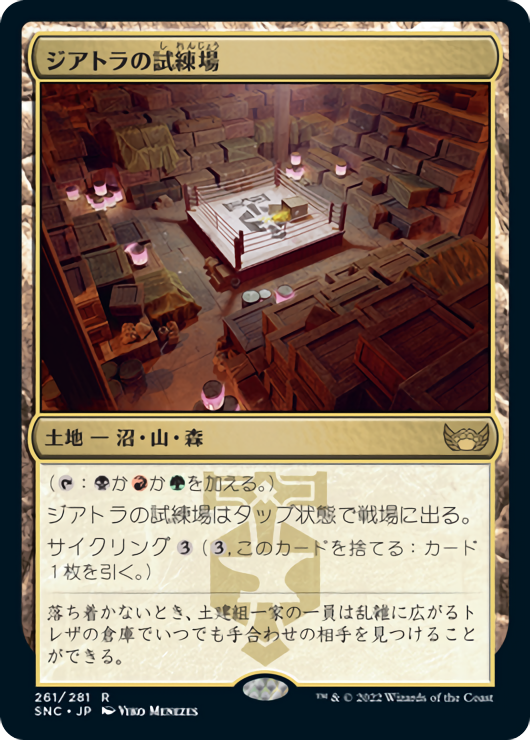 ジアトラの試練場
しれんじょう
土地 ― 沼・山・森
（：か か を加える。）
ジアトラの試練場はタップ状態で戦場に出る。
サイクリング 3（3,このカードを捨てる：カード
1枚を引く。）
落ち着かないとき、土建組一家の一員は乱雑に広がるト
レザの倉庫でいつでも手合わせの相手を見つけること
ができる。
261/281 R
SNC・JP Viko Menezes
™ & © 2022 Wizards of the Coast